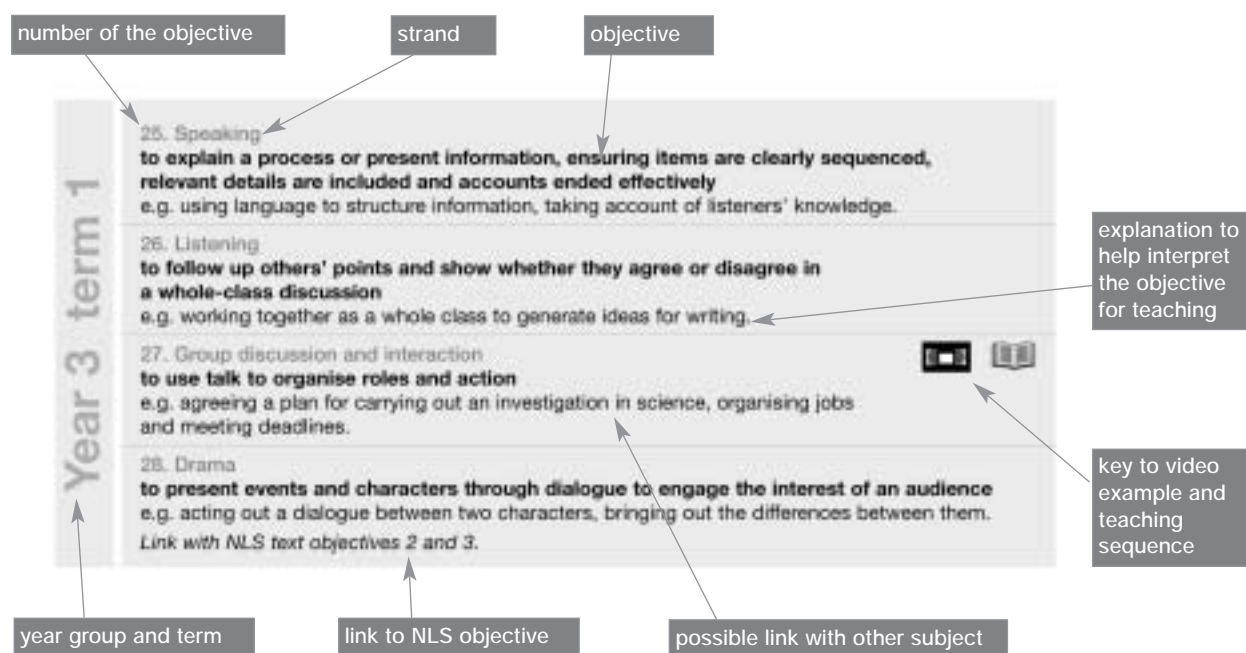 number of the objective
strand
objective
Year 3 term 1
25. Speaking
to explain a process or present information, ensuring items are clearly sequenced,
relevant details are included and accounts ended effectively
e.g. using language to structure information, taking account of listeners' knowledge.
26. Listening
to follow up others' points and show whether they agree or disagree in
a whole-class discussion
e.g. working together as a whole class to generate ideas for writing.
explanation to
help interpret
the objective
for teaching
27. Group discussion and interaction
to use talk to organise roles and action
e.g. agreeing a plan for carrying out an investigation in science, organising jobs
and meeting deadlines.
28. Drama
to present events and characters through dialogue to engage the interest of an audience
e.g. acting out a dialogue between two characters, bringing out the differences between them.
Link with NLS text objectives 2 and 3.
key to video
example and
teaching
sequence
year group and term
link to NLS objective
possible link with other subject